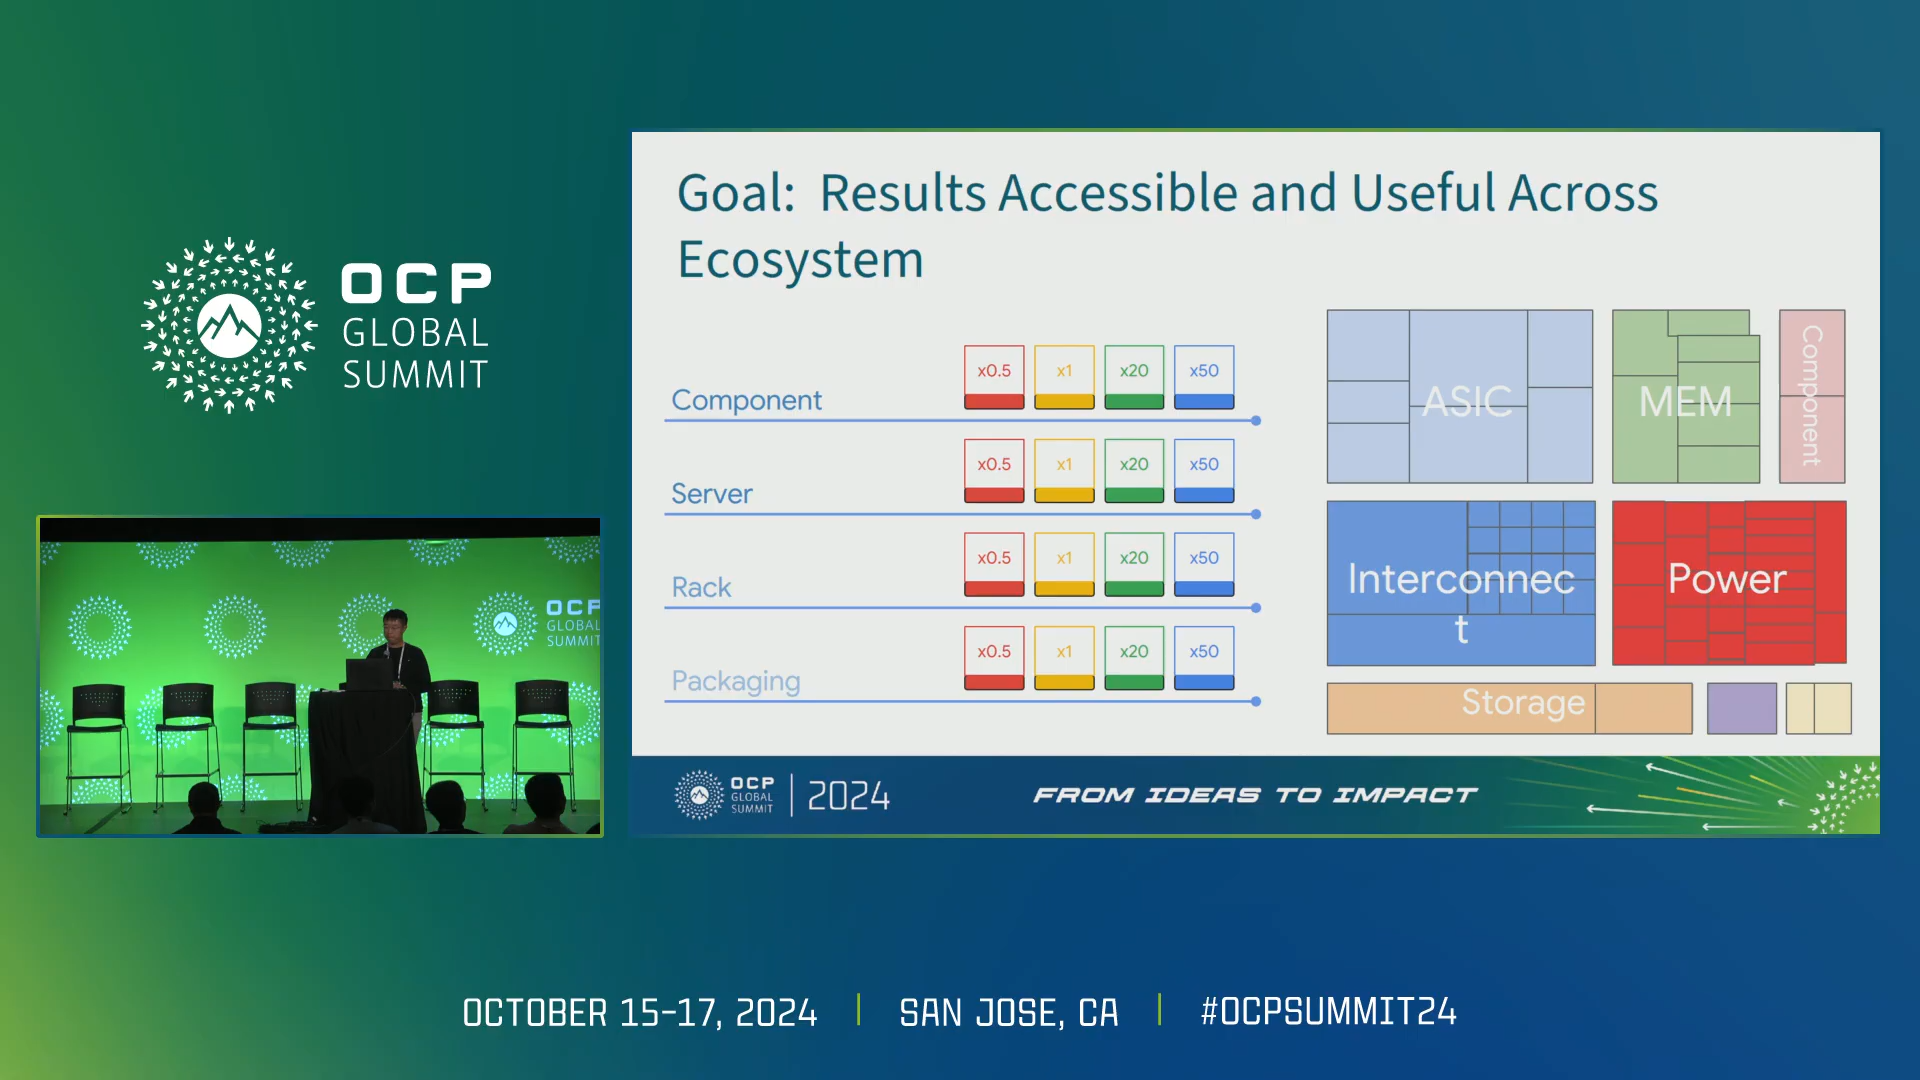 OCP
GLOBAL
SUMMIT
Goal: Results Accessible and Useful Across
Ecosystem
Component
x0.5
x1
x20
x50
Server
x0.5
x1
x20
x50
Rack
x0.5
x1
x20
x50
Packaging
x0.5
x1
x20
x50
ASIC
MEM
Component
Interconnec
t
Power
Storage
OCP
GLOBAL
SUMMIT
2024
FROM IDEAS TO IMPACT
OCP
GLOBAL
SUMMIT
OCTOBER 15-17, 2024
SAN JOSE, CA
#OCPSUMMIT24